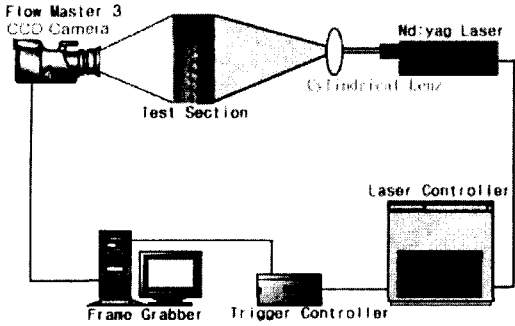 Flow Master 3
CCD Camera
Nd:yag Laser
Cylindrical Lenz
Test Section
Laser Controller
Frame Grabber
Trigger Controller